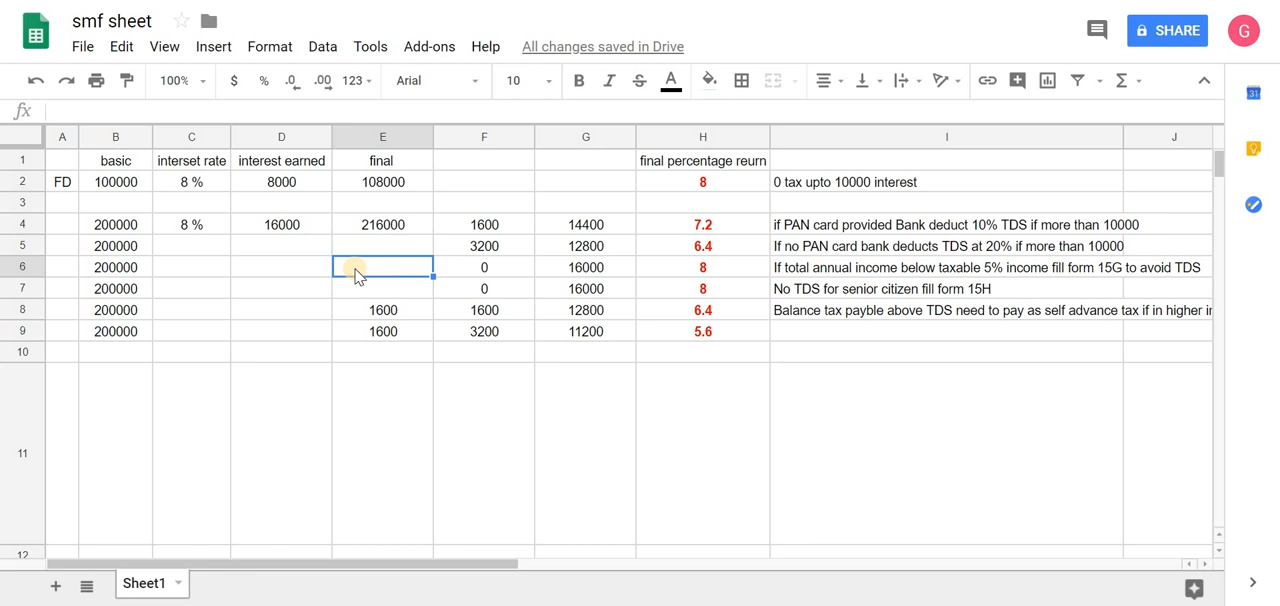 smf sheet
File Edit View Insert Format Data Tools Add-ons Help All changes saved in Drive
SHARE
G
100% $ % .0 .00 123 Arial 10 B I S A Σ
31
fx
A B C D E F G H I J
1 basic interset rate interest earned final final percentage reurn
2 FD 100000 8 % 8000 108000 8 0 tax upto 10000 interest
3
4 200000 8 % 16000 216000 1600 14400 7.2 if PAN card provided Bank deduct 10% TDS if more than 10000
5 200000 3200 12800 6.4 If no PAN card bank deducts TDS at 20% if more than 10000
6 200000 0 16000 8 If total annual income below taxable 5% income fill form 15G to avoid TDS
7 200000 0 16000 8 No TDS for senior citizen fill form 15H
8 200000 1600 1600 12800 6.4 Balance tax payble above TDS need to pay as self advance tax if in higher
9 200000 1600 3200 11200 5.6
10
11
12
Sheet1